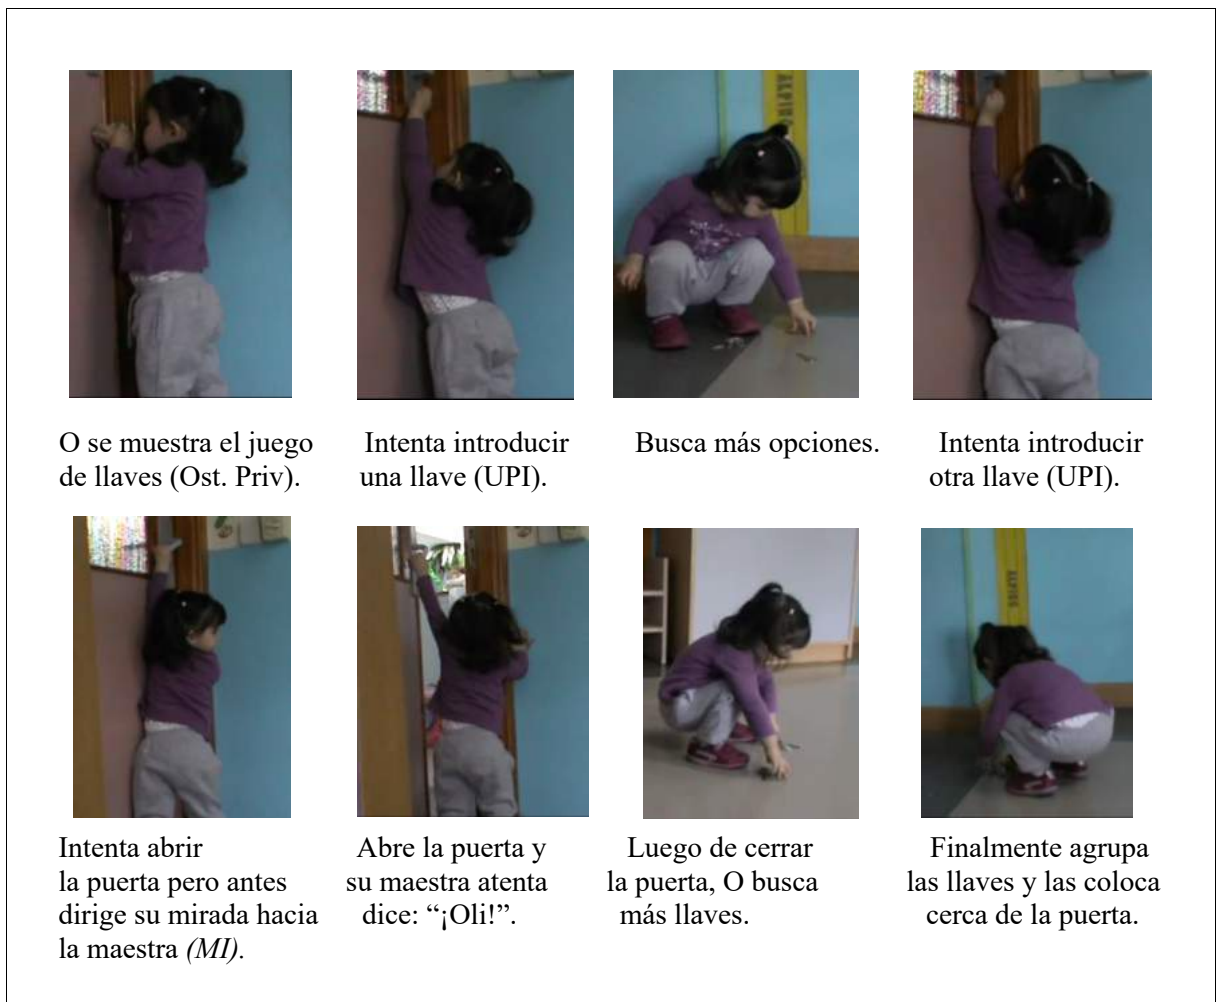 ALPINO
O se muestra el juego
de llaves (Ost. Priv).
Intenta introducir
una llave (UPI).
Busca más opciones.
Intenta introducir
otra llave (UPI).
ALPINO
Intenta abrir
la puerta pero antes
dirige su mirada hacia
la maestra (MI).
Abre la puerta y
su maestra atenta
dice: “¡Oli!”.
Luego de cerrar
la puerta, O busca
más llaves.
Finalmente agrupa
las llaves y las coloca
cerca de la puerta.